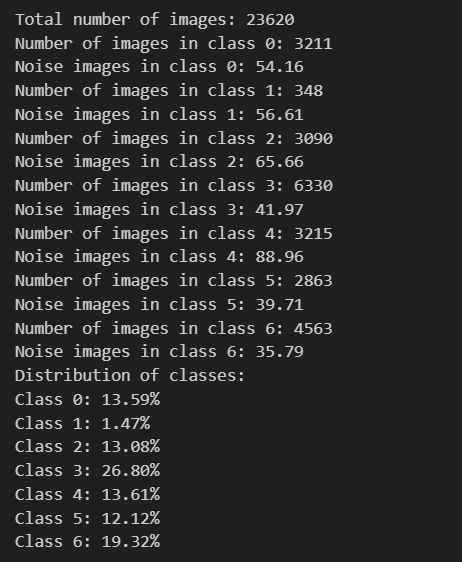 Total number of images: 23620
Number of images in class 0: 3211
Noise images in class 0: 54.16
Number of images in class 1: 348
Noise images in class 1: 56.61
Number of images in class 2: 3090
Noise images in class 2: 65.66
Number of images in class 3: 6330
Noise images in class 3: 41.97
Number of images in class 4: 3215
Noise images in class 4: 88.96
Number of images in class 5: 2863
Noise images in class 5: 39.71
Number of images in class 6: 4563
Noise images in class 6: 35.79
Distribution of classes:
Class 0: 13.59%
Class 1: 1.47%
Class 2: 13.08%
Class 3: 26.80%
Class 4: 13.61%
Class 5: 12.12%
Class 6: 19.32%